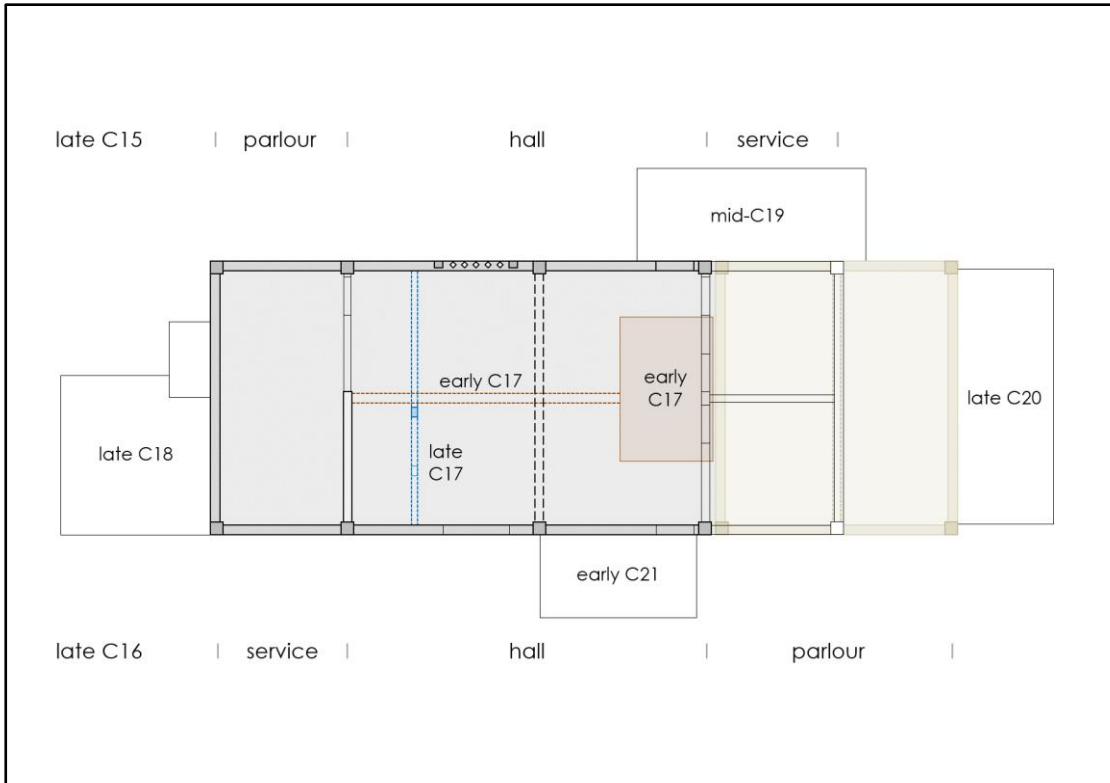 late C15 parlour hall service
mid-C19
early C17
early
C17
late C20
late C18
late
C17
early C21
late C16 service hall parlour